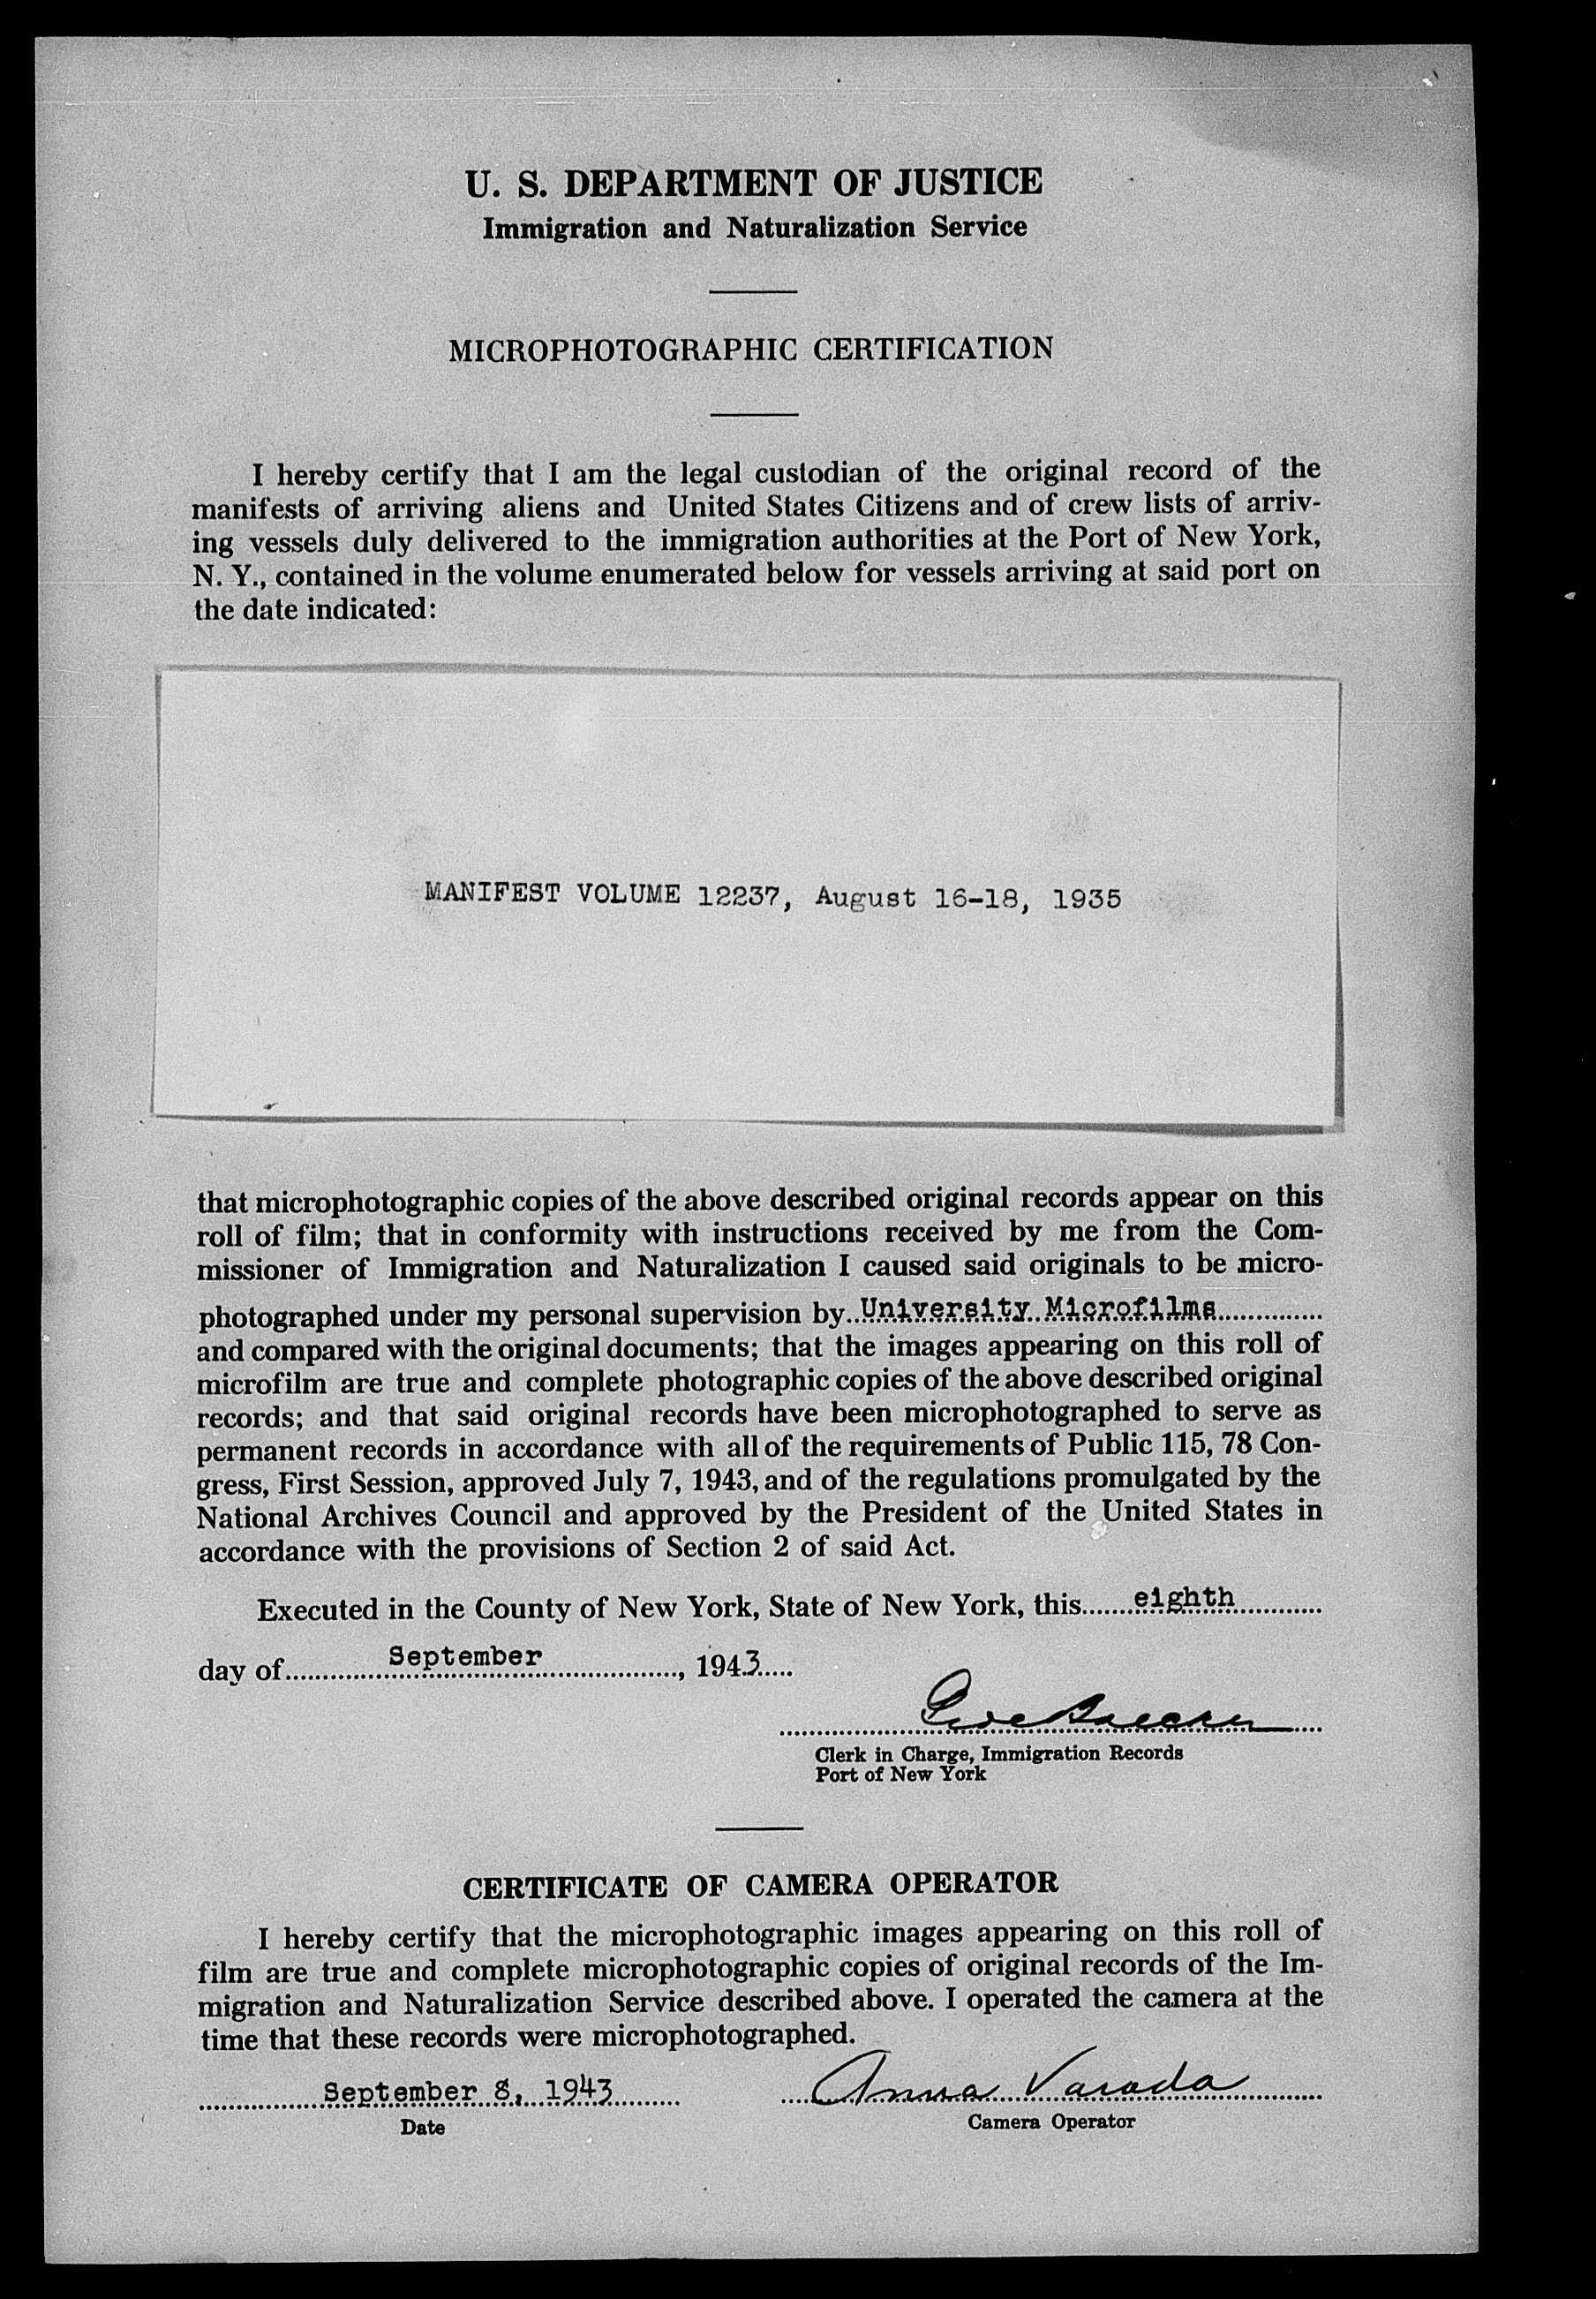 U. S. DEPARTMENT OF JUSTICE
Immigration and Naturalization Service
MICROPHOTOGRAPHIC CERTIFICATION
I hereby certify that I am the legal custodian of the original record of the
manifests of arriving aliens and United States Citizens and of crew lists of arriv-
ing vessels duly delivered to the immigration authorities at the Port of New York,
N. Y., contained in the volume enumerated below for vessels arriving at said port on
the date indicated:
MANIFEST VOLUME 12237, August 16-18, 1935
that microphotographic copies of the above described original records appear on this
roll of film; that in conformity with instructions received by me from the Com-
missioner of Immigration and Naturalization I caused said originals to be micro-
photographed under my personal supervision by University Microfilms
and compared with the original documents; that the images appearing on this roll of
microfilm are true and complete photographic copies of the above described original
records; and that said original records have been microphotographed to serve as
permanent records in accordance with all of the requirements of Public 115, 78 Con-
gress, First Session, approved July 7, 1943, and of the regulations promulgated by the
National Archives Council and approved by the President of the United States in
accordance with the provisions of Section 2 of said Act.
Executed in the County of New York, State of New York, this eighth
day of September, 1943
Clerk in Charge, Immigration Records
Port of New York
CERTIFICATE OF CAMERA OPERATOR
I hereby certify that the microphotographic images appearing on this roll of
film are true and complete microphotographic copies of original records of the Im-
migration and Naturalization Service described above. I operated the camera at the
time that these records were microphotographed.
September 8, 1943 Anna Varada
Date Camera Operator